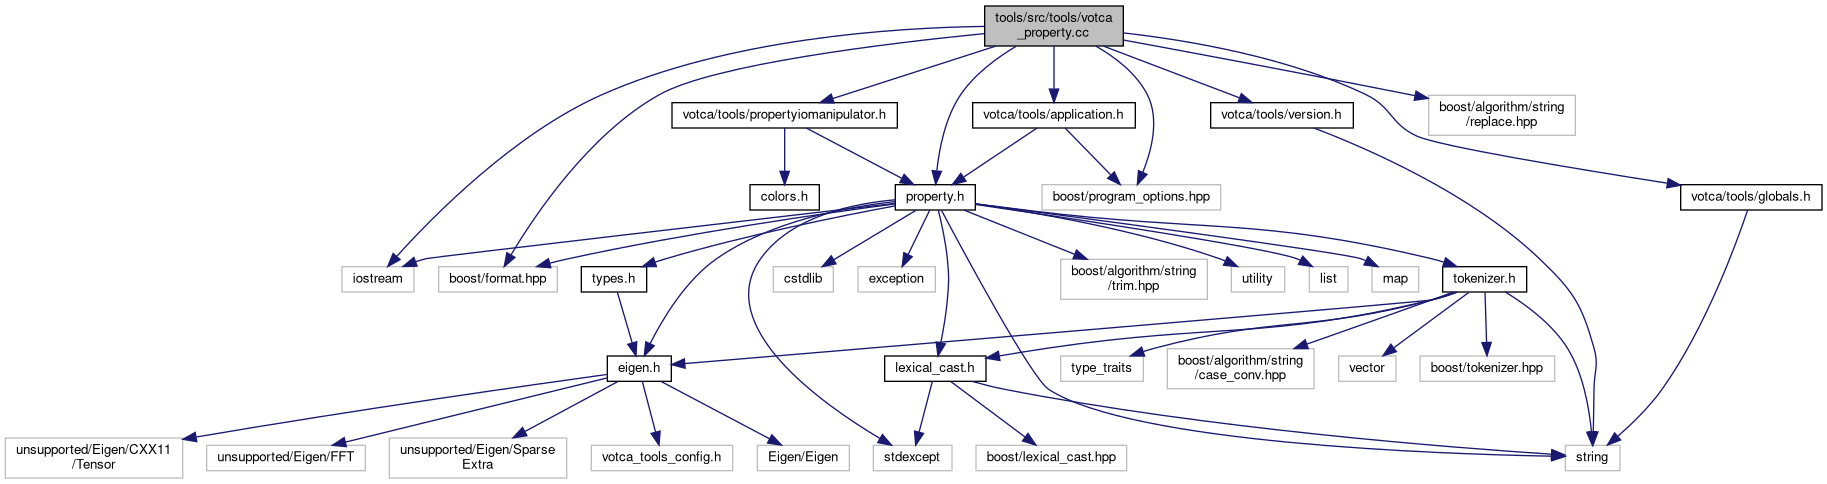 tools/src/tools/votca
_property.cc
votca/tools/propertyiomanipulator.h
votca/tools/application.h
votca/tools/version.h
boost/algorithm/string
/replace.hpp
colors.h
property.h
boost/program_options.hpp
votca/tools/globals.h
iostream
boost/format.hpp
types.h
cstdlib
exception
boost/algorithm/string
/trim.hpp
utility
list
map
tokenizer.h
eigen.h
lexical_cast.h
type_traits
boost/algorithm/string
/case_conv.hpp
vector
boost/tokenizer.hpp
unsupported/Eigen/CXX11
/Tensor
unsupported/Eigen/FFT
unsupported/Eigen/Sparse
Extra
votca_tools_config.h
Eigen/Eigen
stdexcept
boost/lexical_cast.hpp
string